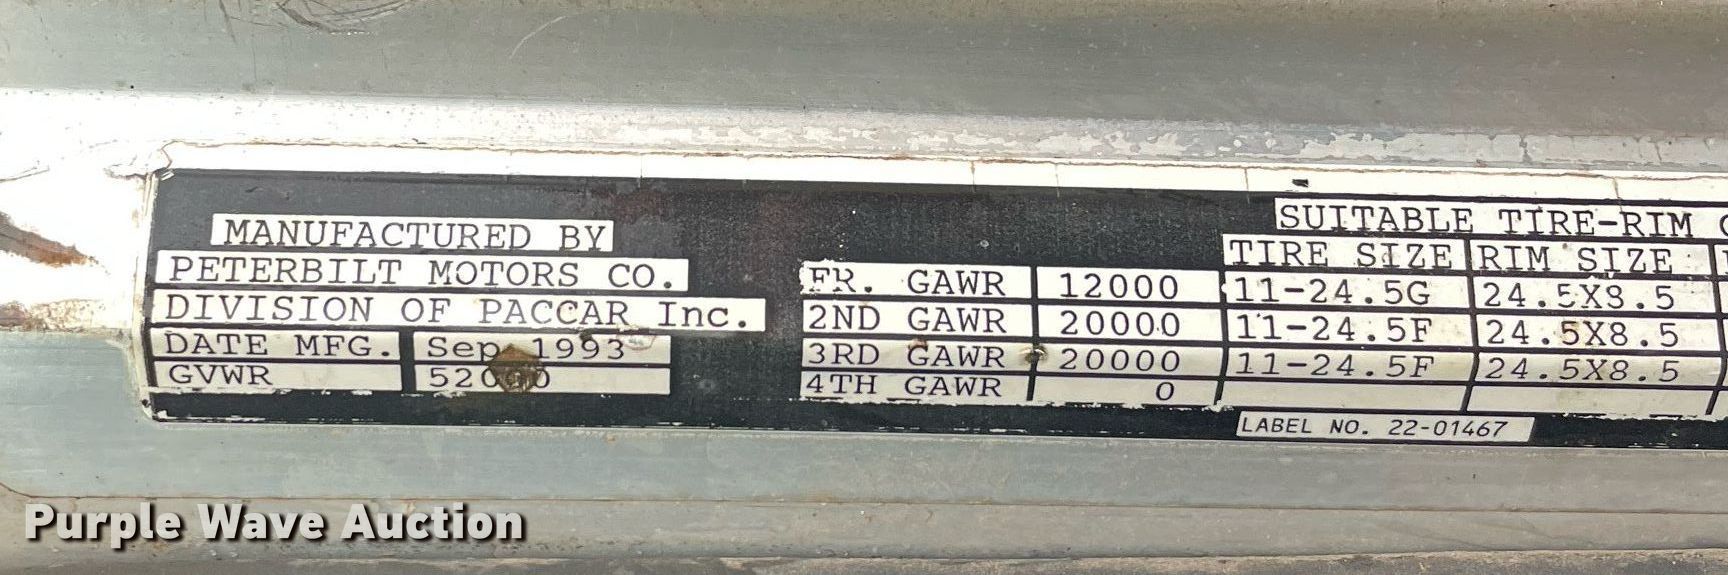 MANUFACTURED BY
PETERBILT MOTORS CO.
DIVISION OF PACCAR Inc.
DATE MFG. Sep 1993
GVWR 52000
FR. GAWR 12000
2ND GAWR 20000
3RD GAWR 20000
4TH GAWR 0
SUITABLE TIRE-RIM
TIRE SIZE RIM SIZE
11-24.5G 24.5X8.5
11-24.5F 24.5X8.5
11-24.5F 24.5X8.5
LABEL NO. 22-01467
Purple Wave Auction